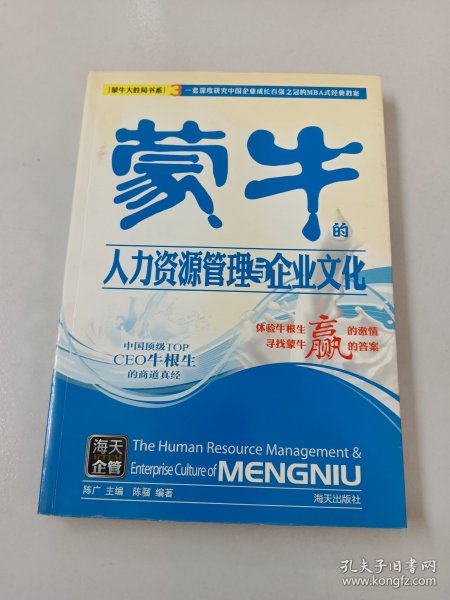 蒙牛大胜局书系 3 一套深度研究中国企业成长百强之冠的MBA式经典教案
蒙牛的
人力资源管理与企业文化
体验牛根生 赢 的激情
寻找蒙牛 的答案
中国顶级TOP
CEO牛根生
的商道真经
海天
企管
The Human Resource Management &
Enterprise Culture of MENGNIU
陈广 主编 陈骝 编著
海天出版社
孔夫子旧书网
www.kongfz.com